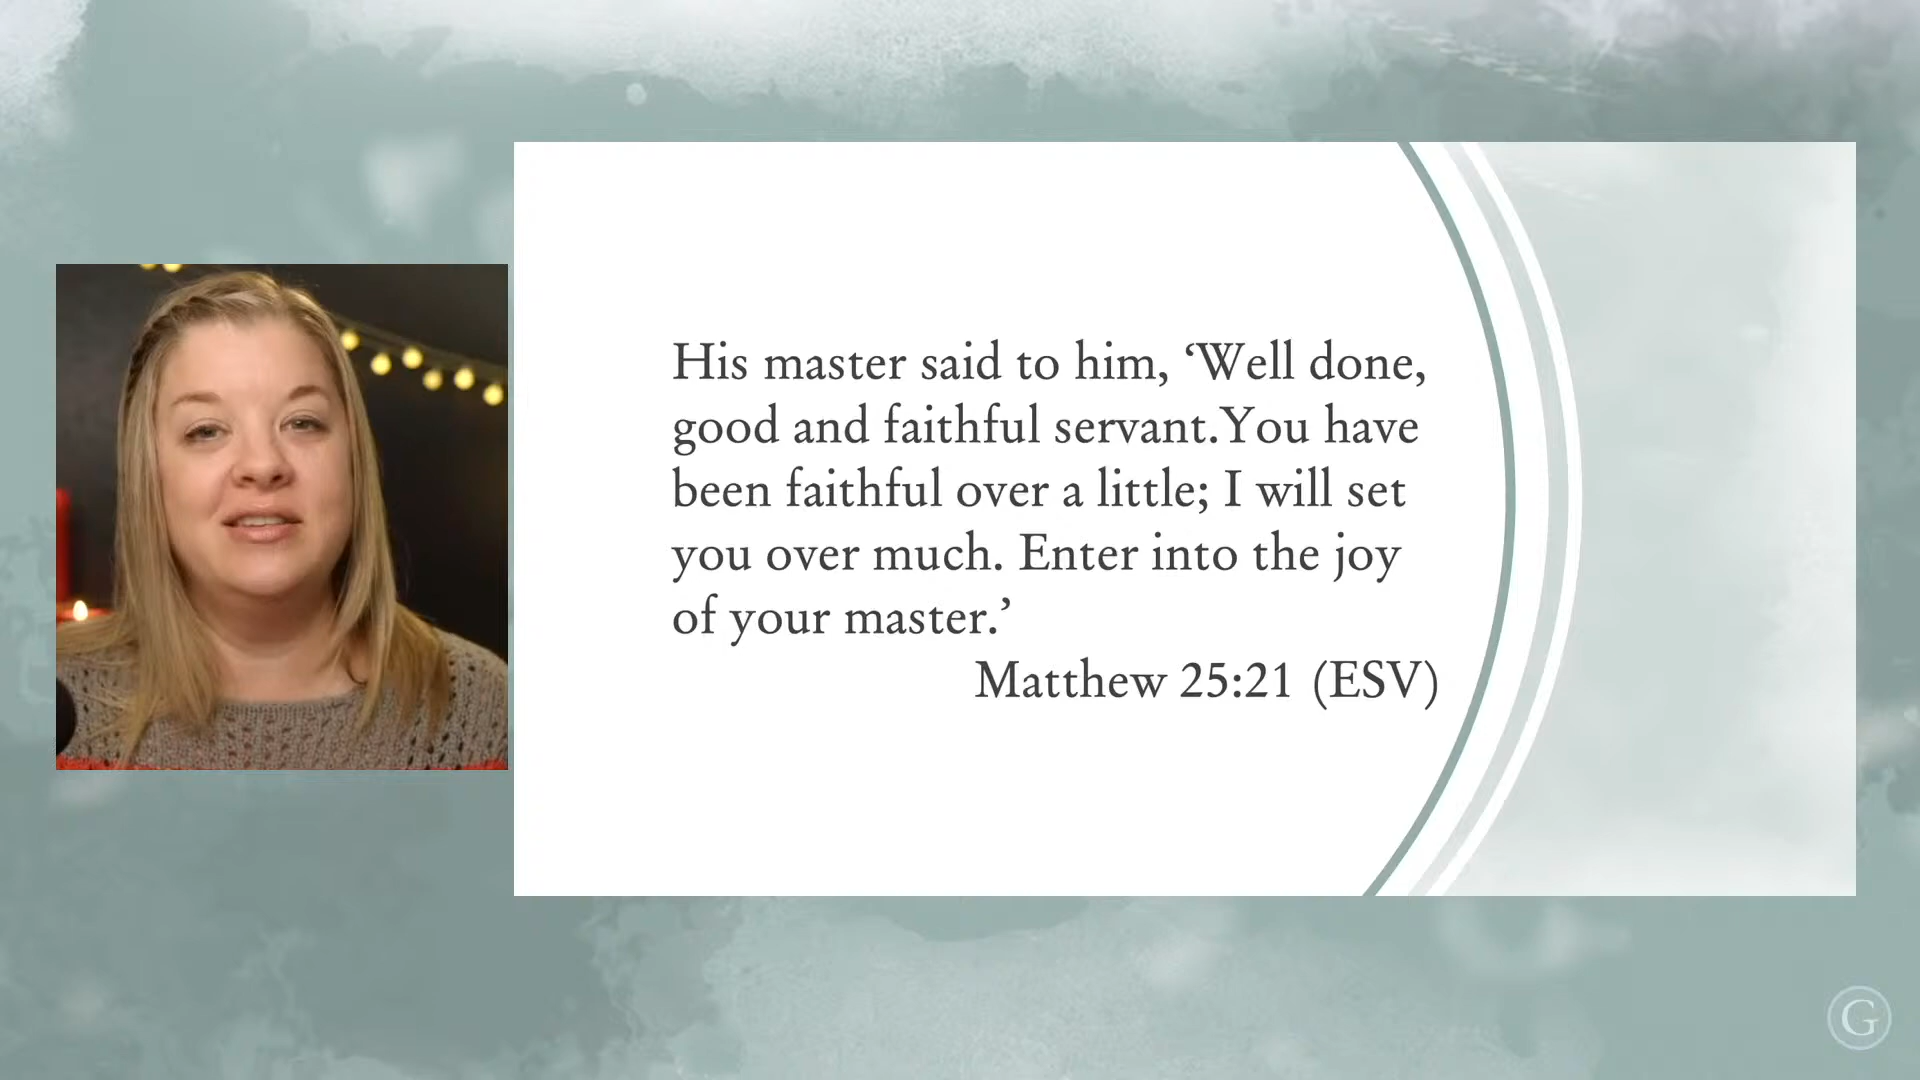 His master said to him, ‘Well done,
good and faithful servant.You have
been faithful over a little; I will set
you over much. Enter into the joy
of your master.’
Matthew 25:21 (ESV)
G